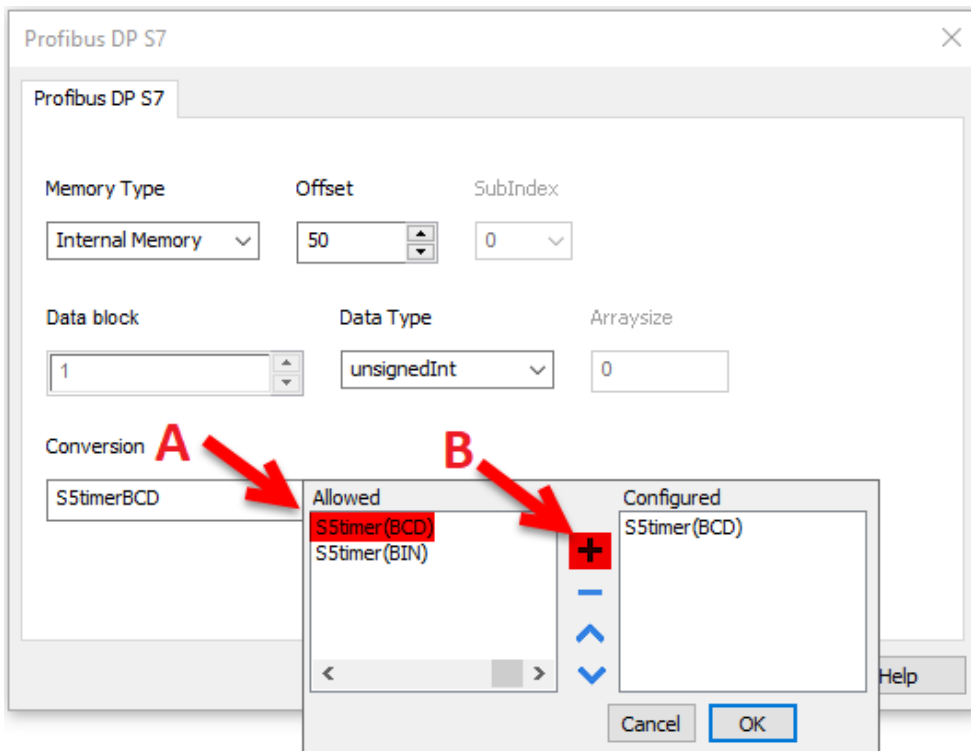 Profibus DP S7
Profibus DP S7
Memory Type Offset SubIndex
Internal Memory 50 0
Data block Data Type Arraysize
1 unsignedInt 0
Conversion A B
S5timerBCD
Allowed Configured
S5timer(BCD) S5timer(BCD)
S5timer(BIN)
Help
Cancel OK